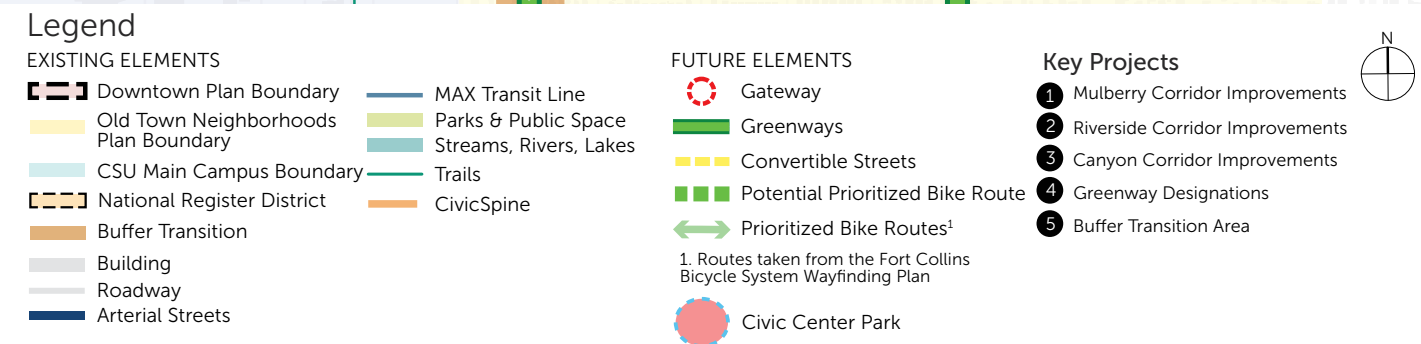 Legend
EXISTING ELEMENTS
Downtown Plan Boundary
Old Town Neighborhoods
Plan Boundary
CSU Main Campus Boundary
National Register District
Buffer Transition
Building
Roadway
Arterial Streets
MAX Transit Line
Parks & Public Space
Streams, Rivers, Lakes
Trails
CivicSpine
FUTURE ELEMENTS
Gateway
Greenways
Convertible Streets
Potential Prioritized Bike Route
Prioritized Bike Routes¹
1. Routes taken from the Fort Collins
Bicycle System Wayfinding Plan
Civic Center Park
Key Projects
1 Mulberry Corridor Improvements
2 Riverside Corridor Improvements
3 Canyon Corridor Improvements
4 Greenway Designations
5 Buffer Transition Area
N